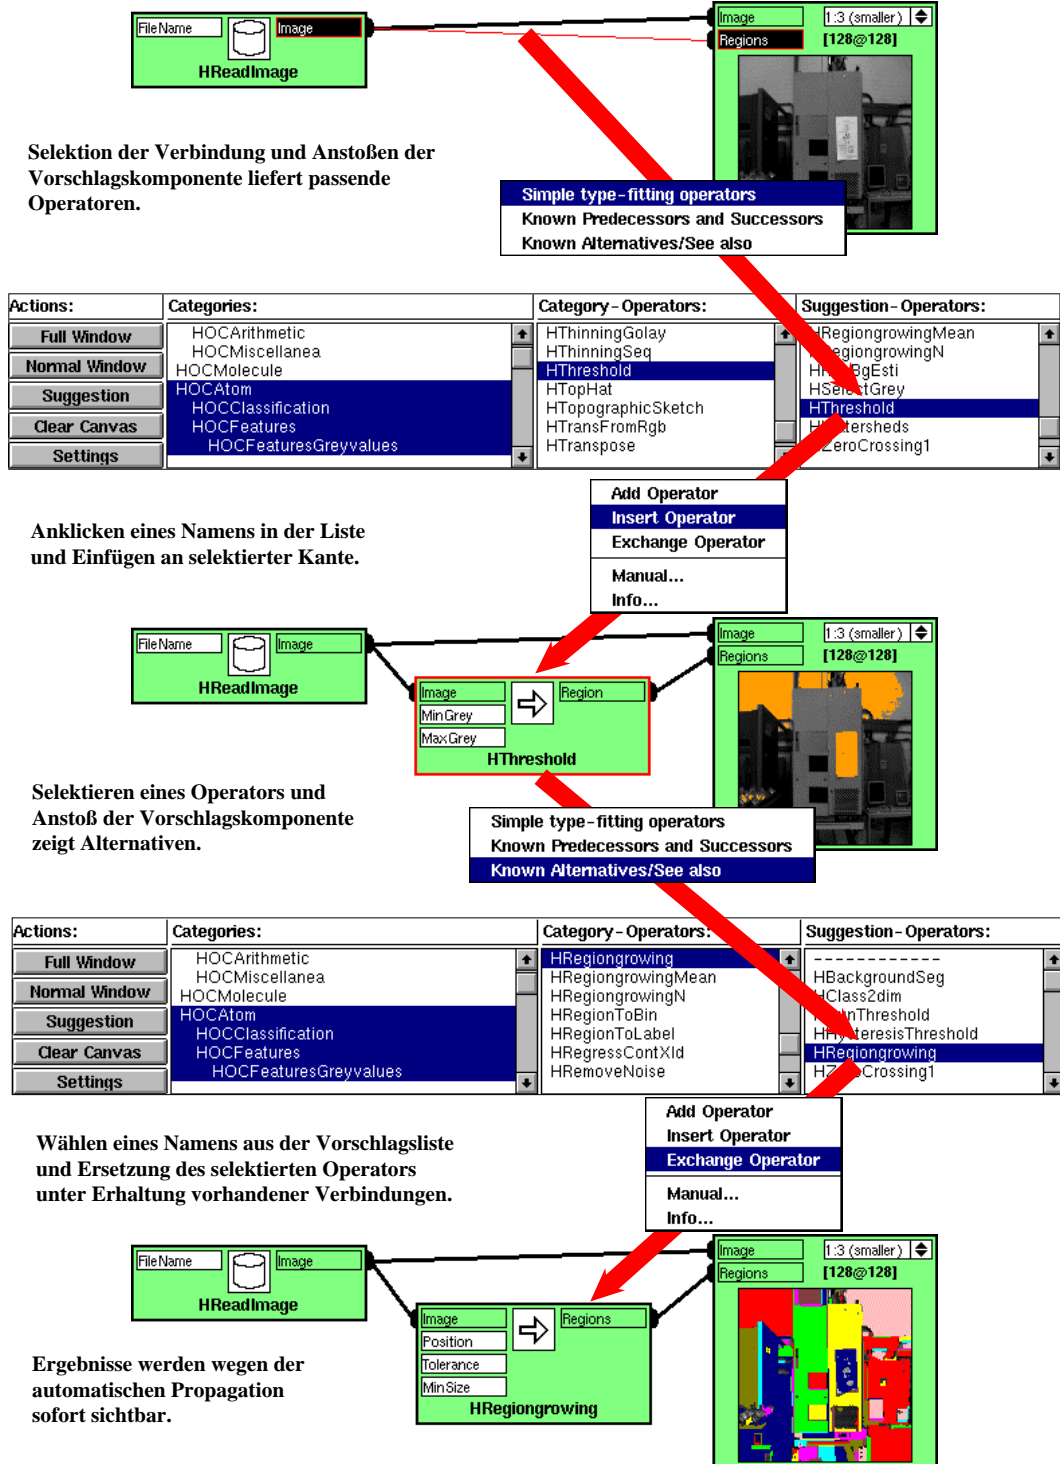 FileName
Image
HReadImage
Image
1:3 (smaller)
Regions
[128@128]
Selektion der Verbindung und Anstoßen der
Vorschlagskomponente liefert passende
Operatoren.
Simple type-fitting operators
Known Predecessors and Successors
Known Alternatives/See also
Actions:
Categories:
Category-Operators:
Suggestion-Operators:
Full Window
Normal Window
Suggestion
Clear Canvas
Settings
HOCArithmetic
HOCMiscellanea
HOCMolecule
HOCAtom
HOCClassification
HOCFeatures
HOCFeaturesGreyvalues
HThinningGolay
HThinningSeq
HThreshold
HTopHat
HTopographicSketch
HTransFromRgb
HTranspose
HRegiongrowingMean
HSelectGrey
HThreshold
Anklicken eines Namens in der Liste
und Einfügen an selektierter Kante.
Add Operator
Insert Operator
Exchange Operator
Manual...
Info...
FileName
Image
HReadImage
Image
1:3 (smaller)
Regions
[128@128]
Image
MinGrey
MaxGrey
Region
HThreshold
Selektieren eines Operators und
Anstoß der Vorschlagskomponente
zeigt Alternativen.
Simple type-fitting operators
Known Predecessors and Successors
Known Alternatives/See also
Actions:
Categories:
Category-Operators:
Suggestion-Operators:
Full Window
Normal Window
Suggestion
Clear Canvas
Settings
HOCArithmetic
HOCMiscellanea
HOCMolecule
HOCAtom
HOCClassification
HOCFeatures
HOCFeaturesGreyvalues
HRegiongrowing
HRegiongrowingMean
HRegiongrowingN
HRegionToBin
HRegionToLabel
HRegressContXld
HRemoveNoise
------------
HBackgroundSeg
HClass2dim
HHysteresisThreshold
HRegiongrowing
HZeroCrossing1
Wählen eines Namens aus der Vorschlagsliste
und Ersetzung des selektierten Operators
unter Erhaltung vorhandener Verbindungen.
Add Operator
Insert Operator
Exchange Operator
Manual...
Info...
FileName
Image
HReadImage
Image
1:3 (smaller)
Regions
[128@128]
Image
Position
Tolerance
MinSize
Regions
HRegiongrowing
Ergebnisse werden wegen der
automatischen Propagation
sofort sichtbar.